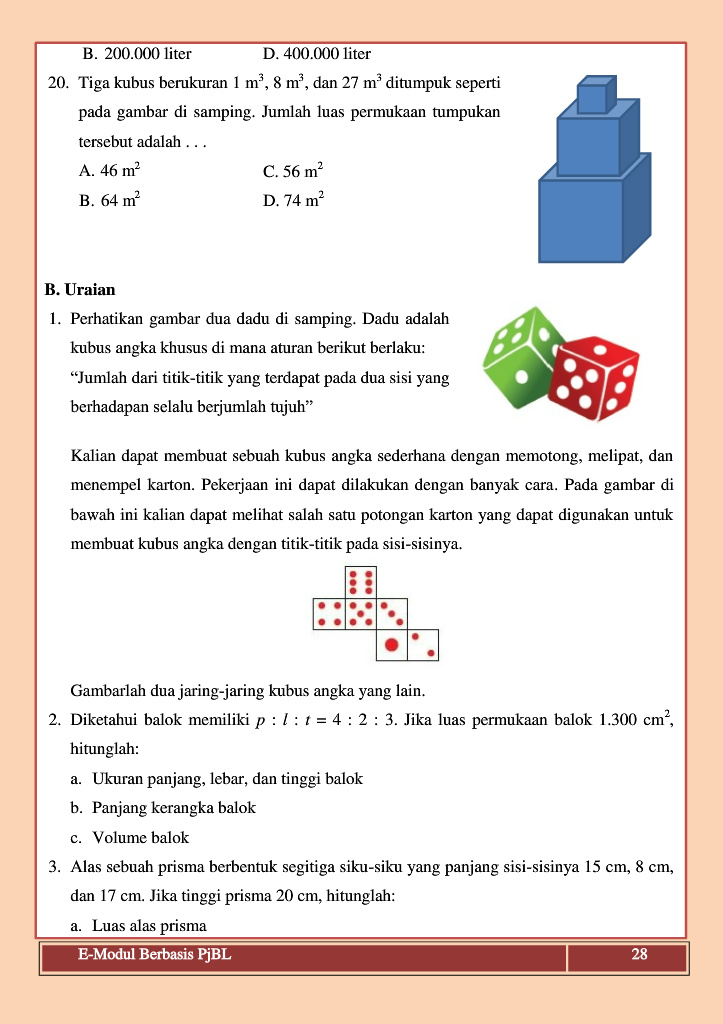 B. 200.000 liter D. 400.000 liter
20. Tiga kubus berukuran 1 m³, 8 m³, dan 27 m³ ditumpuk seperti
pada gambar di samping. Jumlah luas permukaan tumpukan
tersebut adalah . . .
A. 46 m² C. 56 m²
B. 64 m² D. 74 m²
B. Uraian
1. Perhatikan gambar dua dadu di samping. Dadu adalah
kubus angka khusus di mana aturan berikut berlaku:
“Jumlah dari titik-titik yang terdapat pada dua sisi yang
berhadapan selalu berjumlah tujuh”
Kalian dapat membuat sebuah kubus angka sederhana dengan memotong, melipat, dan
menempel karton. Pekerjaan ini dapat dilakukan dengan banyak cara. Pada gambar di
bawah ini kalian dapat melihat salah satu potongan karton yang dapat digunakan untuk
membuat kubus angka dengan titik-titik pada sisi-sisinya.
Gambarlah dua jaring-jaring kubus angka yang lain.
2. Diketahui balok memiliki p : l : t = 4 : 2 : 3. Jika luas permukaan balok 1.300 cm²,
hitunglah:
a. Ukuran panjang, lebar, dan tinggi balok
b. Panjang kerangka balok
c. Volume balok
3. Alas sebuah prisma berbentuk segitiga siku-siku yang panjang sisi-sisinya 15 cm, 8 cm,
dan 17 cm. Jika tinggi prisma 20 cm, hitunglah:
a. Luas alas prisma
E-Modul Berbasis PjBL 28